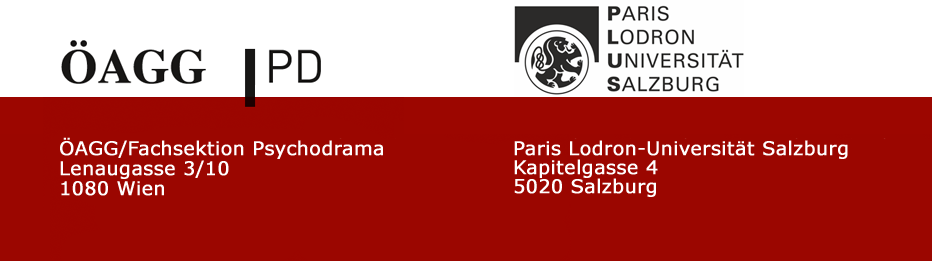 ÖAGG PD
PARIS
LODRON
UNIVERSITÄT
SALZBURG
ÖAGG/Fachsektion Psychodrama
Lenaugasse 3/10
1080 Wien
Paris Lodron-Universität Salzburg
Kapitelgasse 4
5020 Salzburg